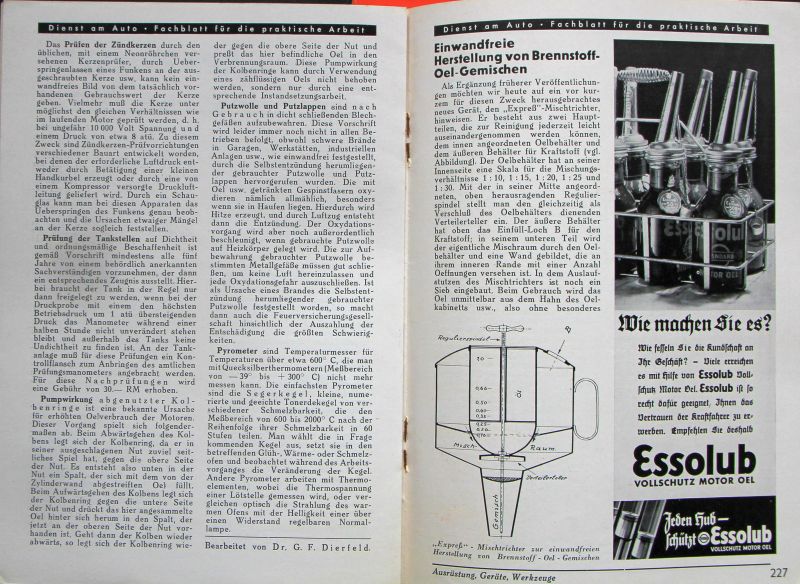 Dienst am Auto • Fachblatt für die praktische Arbeit
Das Prüfen der Zündkerzen durch den
üblichen, mit einem Neonröhrchen ver-
sehenen Kerzenprüfer, durch Ueber-
springenlassen eines Funkens an der aus-
geschraubten Kerze usw. kann kein ein-
wandfreies Bild von dem tatsächlich vor-
handenen Gebrauchswert der Kerze
geben. Vielmehr muß die Kerze unter
möglichst den gleichen Verhältnissen wie
im laufenden Motor geprüft werden, d. h.
bei ungefähr 10 000 Volt Spannung und
einem Druck von etwa 8 atü. Zu diesem
Zweck sind Zündkerzen-Prüfvorrichtungen
verschiedener Bauart entwickelt worden,
bei denen der erforderliche Luftdruck ent-
weder durch Betätigung einer kleinen
Handkurbel erzeugt oder durch eine von
einem Kompressor versorgte Druckluft-
leitung geliefert wird. Durch ein Schau-
glas kann man bei diesen Apparaten das
Ueberspringen des Funkens genau beob-
achten und die Ursachen etwaiger Mängel
an der Kerze sogleich feststellen.
Prüfung der Tankstellen auf Dichtheit
und ordnungsmäßige Beschaffenheit ist
gemäß Vorschrift mindestens alle fünf
Jahre von einem behördlich anerkannten
Sachverständigen vorzunehmen, der dann
ein entsprechendes Zeugnis ausstellt. Hier-
bei braucht der Tank in der Regel nur
dann freigelegt zu werden, wenn bei der
Druckprobe mit einem den höchsten
Betriebsdruck um 1 atü übersteigenden
Druck das Manometer während einer
halben Stunde nicht unverändert stehen
bleibt und außerhalb des Tanks keine
Undichtheit zu finden ist. An der Tank-
anlage muß für diese Prüfungen ein Kon-
trollflansch zum Anbringen des amtlichen
Prüfungsmanometers angebracht werden.
Für diese Nachprüfungen wird
eine Gebühr von 30.— RM erhoben.
Pumpwirkung abgenutzter Kol-
benringe ist eine bekannte Ursache
für erhöhten Oelverbrauch der Motoren.
Dieser Vorgang spielt sich folgender-
maßen ab. Beim Abwärtsgehen des Kol-
bens legt sich der Kolbenring, da er in
seiner ausgeschlagenen Nut zuviel seit-
liches Spiel hat, gegen die obere Seite
der Nut. Es entsteht also unten in der
Nut ein Spalt, der sich mit dem von der
Zylinderwand abgestreifen Oel füllt.
Beim Aufwärtsgehen des Kolbens legt sich
der Kolbenring gegen die untere Seite
der Nut und drückt das hier angesammelte
Oel hinter sich herum in den Spalt, der
jetzt an der oberen Seite der Nut vor-
handen ist. Geht dann der Kolben wieder
abwärts, so legt sich der Kolbenring wie-
der gegen die obere Seite der Nut und
preßt das hier befindliche Oel in den
Verbrennungsraum. Diese Pumpwirkung
der Kolbenringe kann durch Verwendung
eines zähflüssigen Oels nicht behoben
werden, sondern nur durch eine ent-
sprechende Instandsetzungsarbeit.
Putzwolle und Putzlappen sind nach
Gebrauch in dicht schließenden Blech-
gefäßen aufzubewahren. Diese Vorschrift
wird leider immer noch nicht in allen Be-
trieben befolgt, obwohl schwere Brände
in Garagen, Werkstätten, industriellen
Anlagen usw., wie einwandfrei festgestellt,
durch die Selbstentzündung herumliegen-
der gebrauchter Putzwolle und Putz-
lappen hervorgerufen wurden. Die mit
Oel usw. getränkten Gespinstfasern oxy-
dieren nämlich allmählich, besonders
wenn sie in Haufen liegen. Hierdurch wird
Hitze erzeugt, und durch Luftzug entsteht
dann die Entzündung. Der Oxydations-
vorgang wird aber noch außerordentlich
beschleunigt, wenn gebrauchte Putzwolle
auf Heizkörper gelegt wird. Die zur Auf-
bewahrung gebrauchter Putzwolle be-
stimmten Metallgefäße müssen gut schlie-
ßen, um keine Luft hereinzulassen und
jede Oxydationsgefahr auszuschließen. Ist
als Ursache eines Brandes die Selbstent-
zündung herumliegender gebrauchter
Putzwolle festgestellt worden, so macht
dann auch die Feuerversicherungsgesell-
schaft hinsichtlich der Auszahlung der
Entschädigung die größten Schwierig-
keiten.
Pyrometer sind Temperaturmesser für
Temperaturen über etwa 600° C, die man
mit Quecksilberthermometern (Meßbereich
von —39° bis + 300° C) nicht mehr
messen kann. Die einfachsten Pyrometer
sind die Segerkegel, kleine, nume-
rierte und geeichte Tonerdekegel von ver-
schiedener Schmelzbarkeit, die den
Meßbereich von 600 bis 2000° C nach der
Reihenfolge ihrer Schmelzbarkeit in 60
Stufen teilen. Man wählt die in Frage
kommenden Kegel aus, setzt sie in den
betreffenden Glüh-, Wärme- oder Schmelz-
ofen und beobachtet während des Arbeits-
vorganges die Veränderung der Kegel.
Andere Pyrometer arbeiten mit Thermo-
elementen, wobei die Thermospannung
einer Lötstelle gemessen wird, oder ver-
gleichen optisch die Strahlung des war-
men Ofens mit der Helligkeit einer über
einen Widerstand regelbaren Normal-
lampe.
Bearbeitet von Dr. G. F. Dierfeld.
Dienst am Auto • Fachblatt für die praktische Arbeit
Einwandfreie
Herstellung von Brennstoff-
Oel-Gemischen
Als Ergänzung früherer Veröffentlichun-
gen möchten wir heute auf ein vor kur-
zem für diesen Zweck herausgebrachtes
neues Gerät, den „Expreß"-Mischtrichter,
hinweisen. Er besteht aus zwei Haupt-
teilen, die zur Reinigung jederzeit leicht
auseinandergenommen werden können,
dem innen angeordneten Oelbehälter und
dem äußeren Behälter für Kraftstoff (vgl.
Abbildung). Der Oelbehälter hat an seiner
Innenseite eine Skala für die Mischungs-
verhältnisse 1 : 10, 1 : 15, 1 : 20, 1 : 25 und
1 : 30. Mit der in seiner Mitte angeord-
neten, oben herausragenden Regulier-
spindel stellt man den gleichzeitig als
Verschluß des Oelbehälters dienenden
Verteilerteller ein. Der äußere Behälter
hat oben das Einfüll-Loch B für den
Kraftstoff; in seinem unteren Teil wird
der eigentliche Mischraum durch den Oel-
behälter und eine Wand gebildet, die an
ihrem inneren Rande mit einer Anzahl
Oeffnungen versehen ist. In dem Auslauf-
stutzen des Mischtrichters ist noch ein
Sieb eingebaut. Beim Gebrauch wird das
Oel unmittelbar aus dem Hahn des Oel-
kabinetts usw., also ohne besonderes
Regulierspindel
B
Öl
Misch-
Raum
Verteilerteller
Gemisch
„Expreß" - Mischtrichter zur einwandfreien
Herstellung von Brennstoff - Oel - Gemischen
Essolub
STANDARD
MOTOR OEL
Wie machen Sie es?
Wie fesseln Sie die Kundschaft an
Ihr Geschäft? – Viele erreichen
es mit Hilfe von Essolub Voll-
schutz Motor Oel. Essolub ist so
recht dafür geeignet, Ihnen das
Vertrauen der Kraftfahrer zu er-
werben. Empfehlen Sie deshalb
Essolub
VOLLSCHUTZ MOTOR OEL
Jeden Hub –
schützt Essolub
VOLLSCHUTZ MOTOR OEL
Ausrüstung, Geräte, Werkzeuge
227